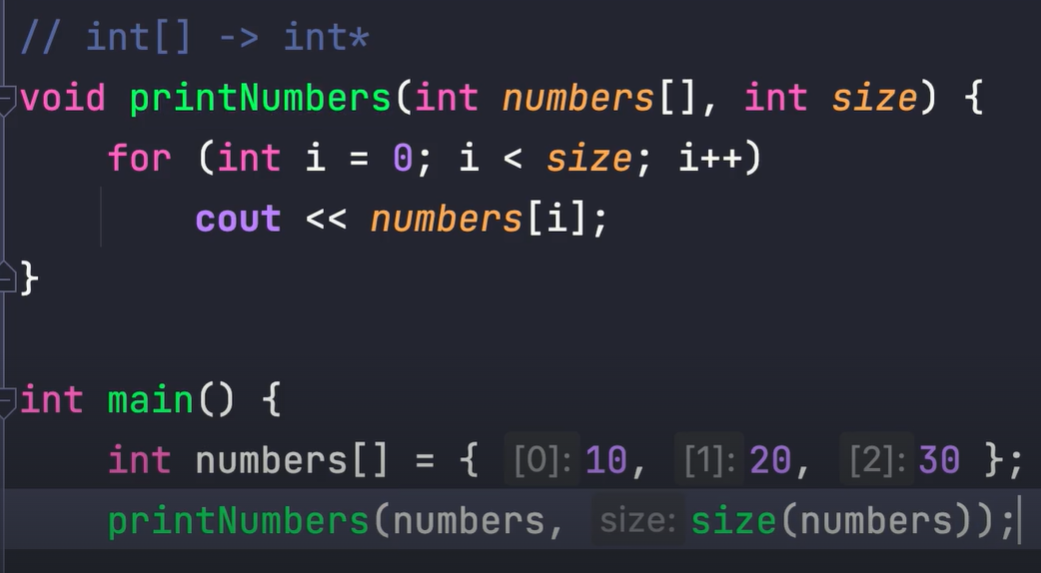 // int[] -> int*
void printNumbers(int numbers[], int size) {
for (int i = 0; i < size; i++)
cout << numbers[i];
}
int main() {
int numbers[] = { [0]: 10, [1]: 20, [2]: 30 };
printNumbers(numbers, size: size(numbers));